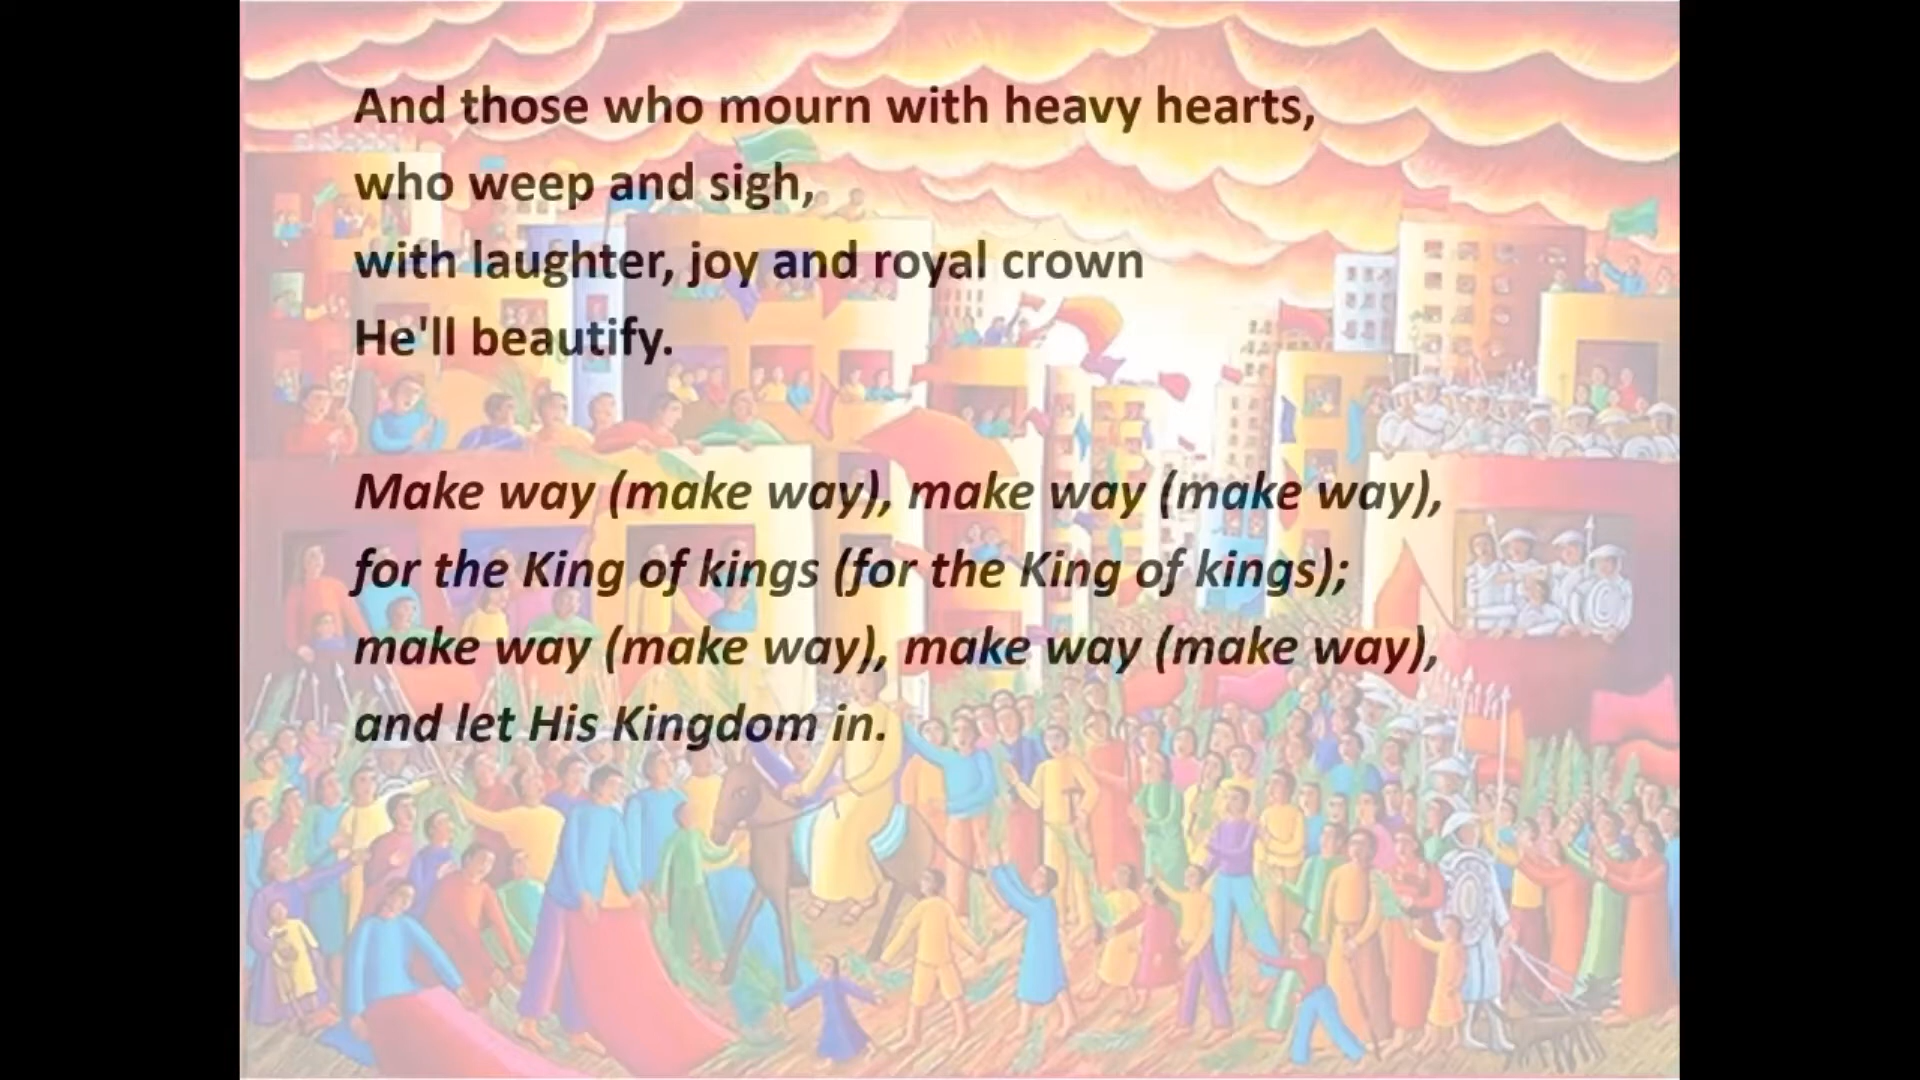 And those who mourn with heavy hearts,
who weep and sigh,
with laughter, joy and royal crown
He'll beautify.
Make way (make way), make way (make way),
for the King of kings (for the King of kings);
make way (make way), make way (make way),
and let His Kingdom in.